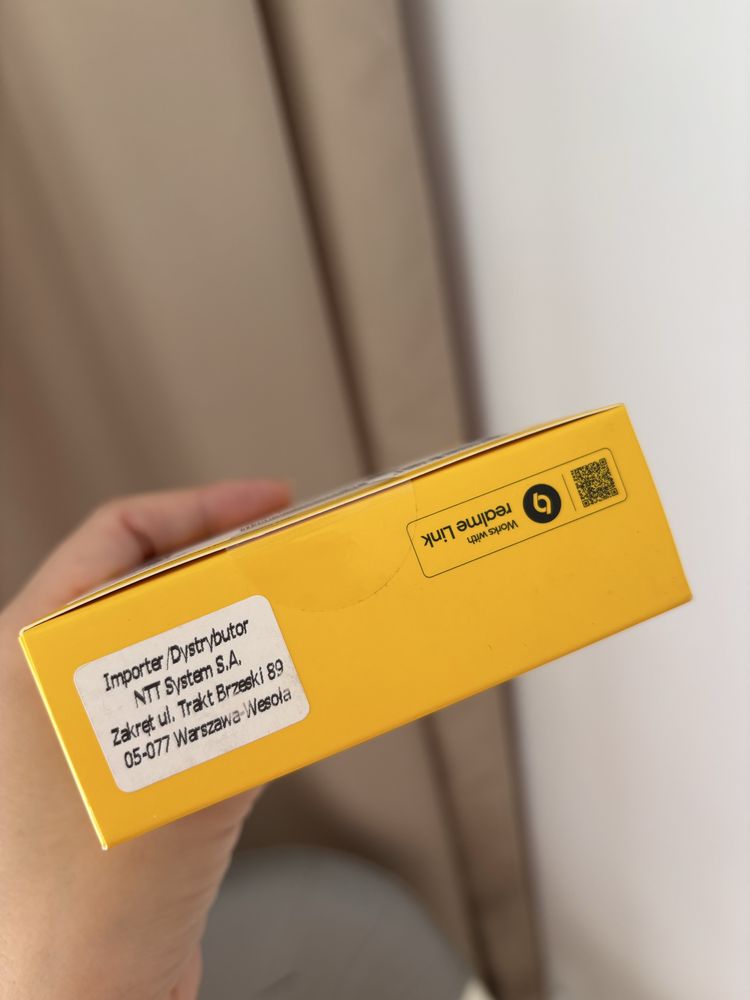 Importer/Dystrybutor
NTT System S.A.
Zakręt ul. Trakt Brzeski 89
05-077 Warszawa-Wesoła
Works with
realme Link